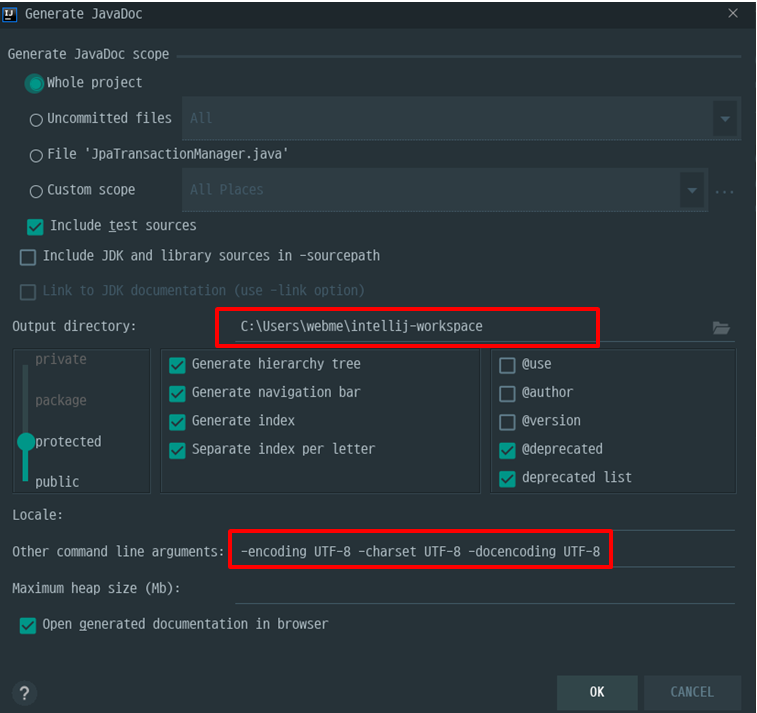 IJ Generate JavaDoc
Generate JavaDoc scope
Whole project
Uncommitted files All
File 'JpaTransactionManager.java'
Custom scope All Places ...
Include test sources
Include JDK and library sources in -sourcepath
Link to JDK documentation (use -link option)
Output directory: C:\Users\webme\intellij-workspace
private
package
protected
public
Generate hierarchy tree
Generate navigation bar
Generate index
Separate index per letter
@use
@author
@version
@deprecated
deprecated list
Locale:
Other command line arguments: -encoding UTF-8 -charset UTF-8 -docencoding UTF-8
Maximum heap size (Mb):
Open generated documentation in browser
? OK CANCEL